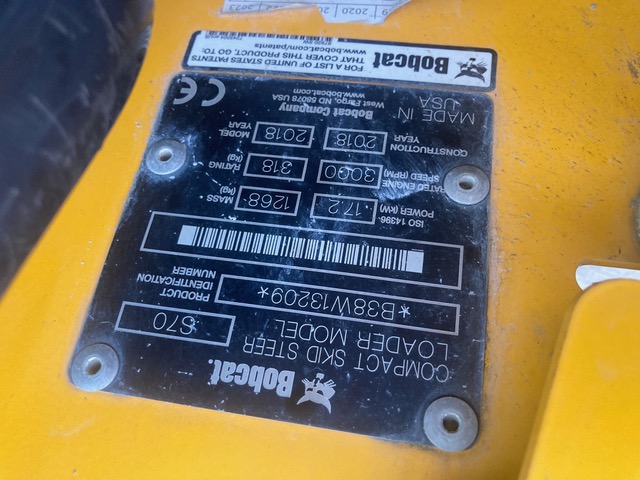 Bobcat.
COMPACT SKID STEER
LOADER MODEL
S70
PRODUCT
IDENTIFICATION
NUMBER
*B38W13209*
ISO 14396
POWER (kW)
17.2
MASS
(kg)
1268
RATED ENGINE
SPEED (RPM)
3000
RATING
(kg)
318
CONSTRUCTION
YEAR
2018
MODEL
YEAR
2018
Bobcat Company
West Fargo, ND 58078 USA
www.bobcat.com
MADE IN
USA
CE
Bobcat
FOR A LIST OF UNITED STATES PATENTS
THAT COVER THIS PRODUCT, GO TO:
www.bobcat.com/patents
2020 2022 2023